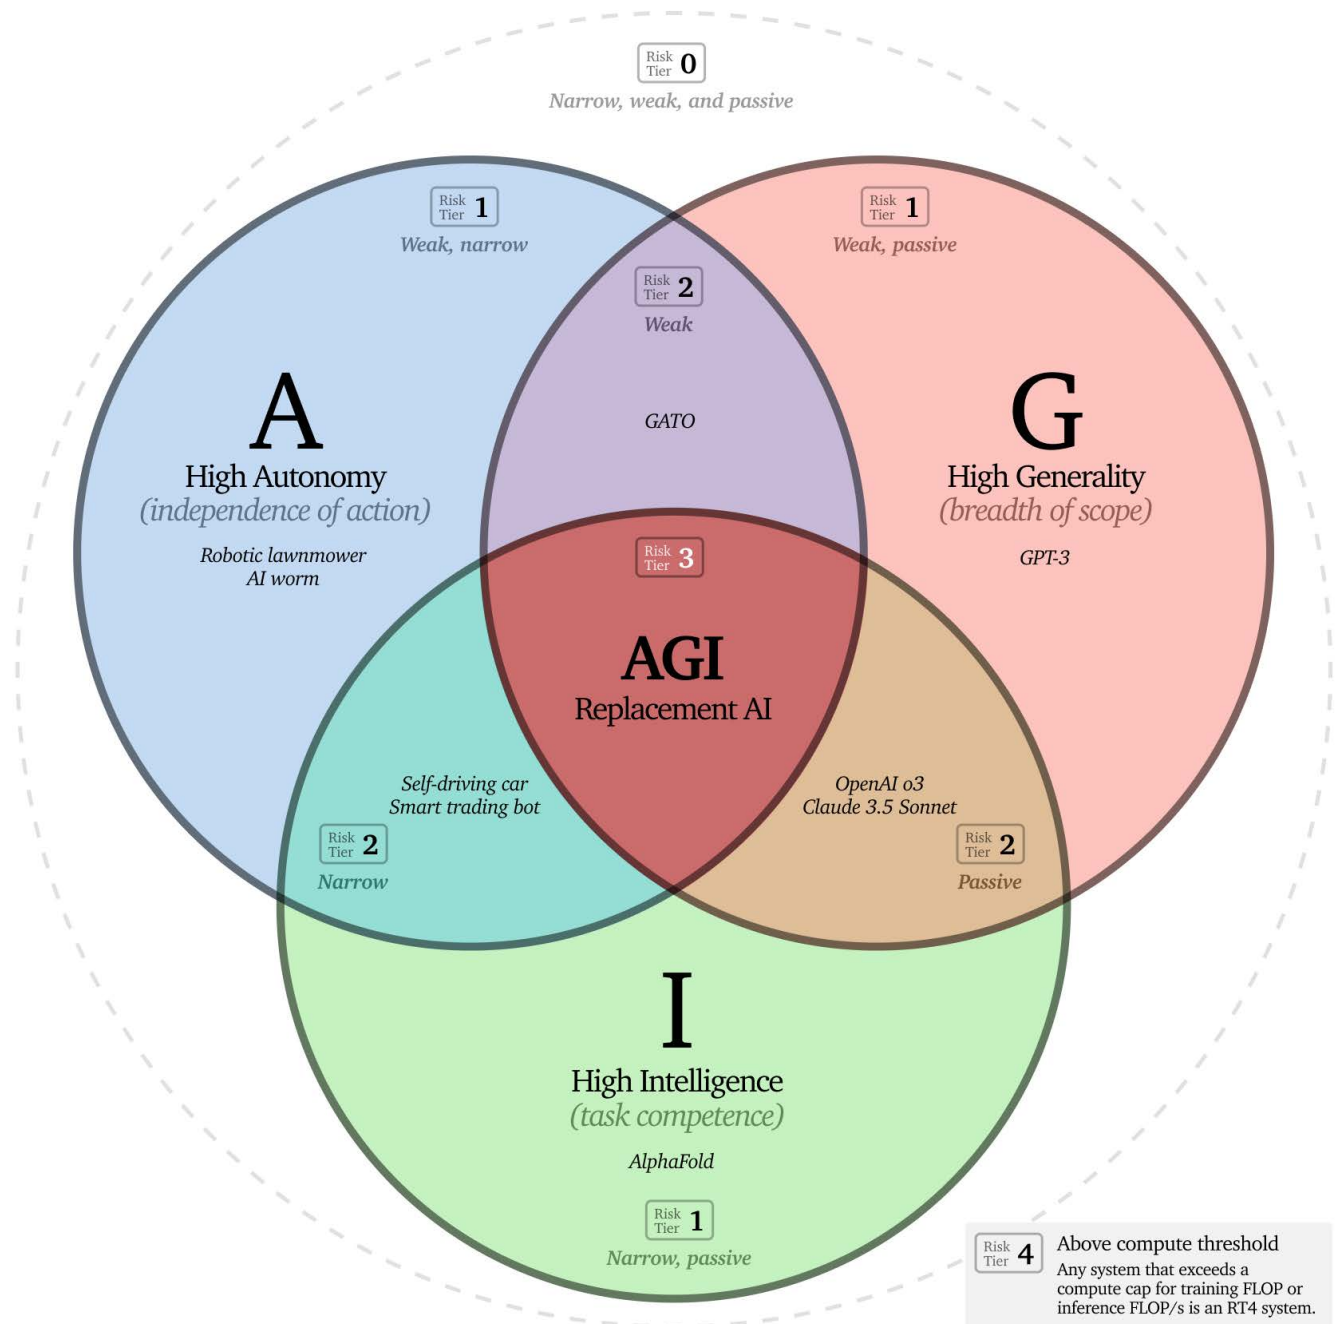 Risk Tier 0
Narrow, weak, and passive
Risk Tier 1
Weak, narrow
Risk Tier 1
Weak, passive
Risk Tier 2
Weak
GATO
A
High Autonomy
(independence of action)
Robotic lawnmower
AI worm
G
High Generality
(breadth of scope)
GPT-3
Risk Tier 3
AGI
Replacement AI
Self-driving car
Smart trading bot
Risk Tier 2
Narrow
OpenAI o3
Claude 3.5 Sonnet
Risk Tier 2
Passive
I
High Intelligence
(task competence)
AlphaFold
Risk Tier 1
Narrow, passive
Risk Tier 4
Above compute threshold
Any system that exceeds a
compute cap for training FLOP or
inference FLOP/s is an RT4 system.